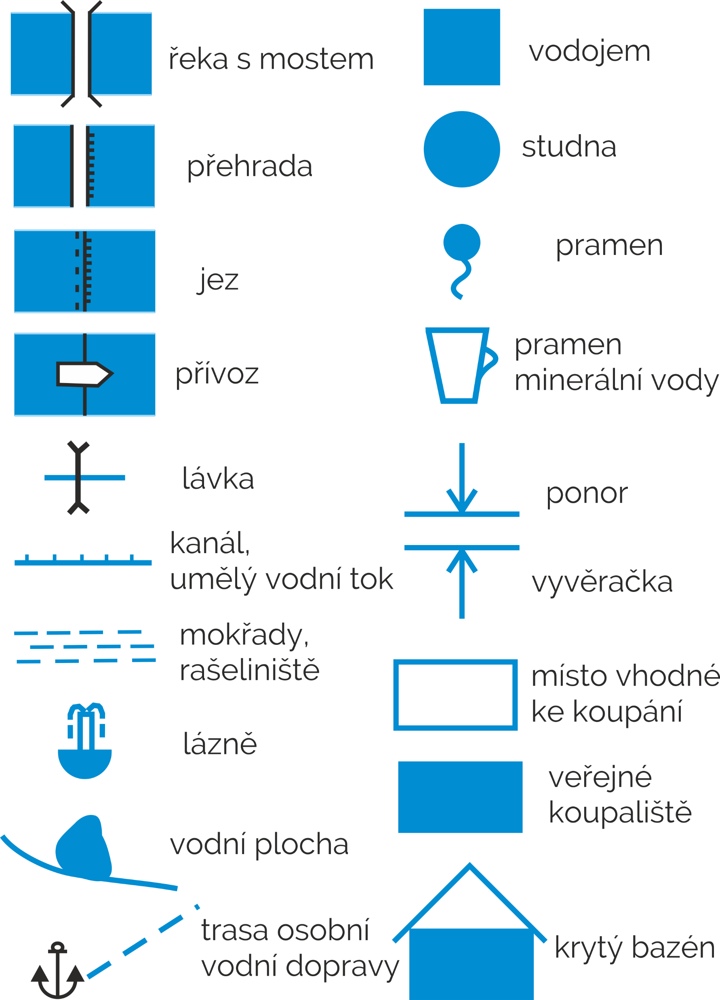 řeka s mostem
přehrada
jez
přívoz
lávka
kanál,
umělý vodní tok
mokřady,
rašeliniště
lázně
vodní plocha
trasa osobní
vodní dopravy
vodojem
studna
pramen
pramen
minerální vody
ponor
vyvěračka
místo vhodné
ke koupání
veřejné
koupaliště
krytý bazén